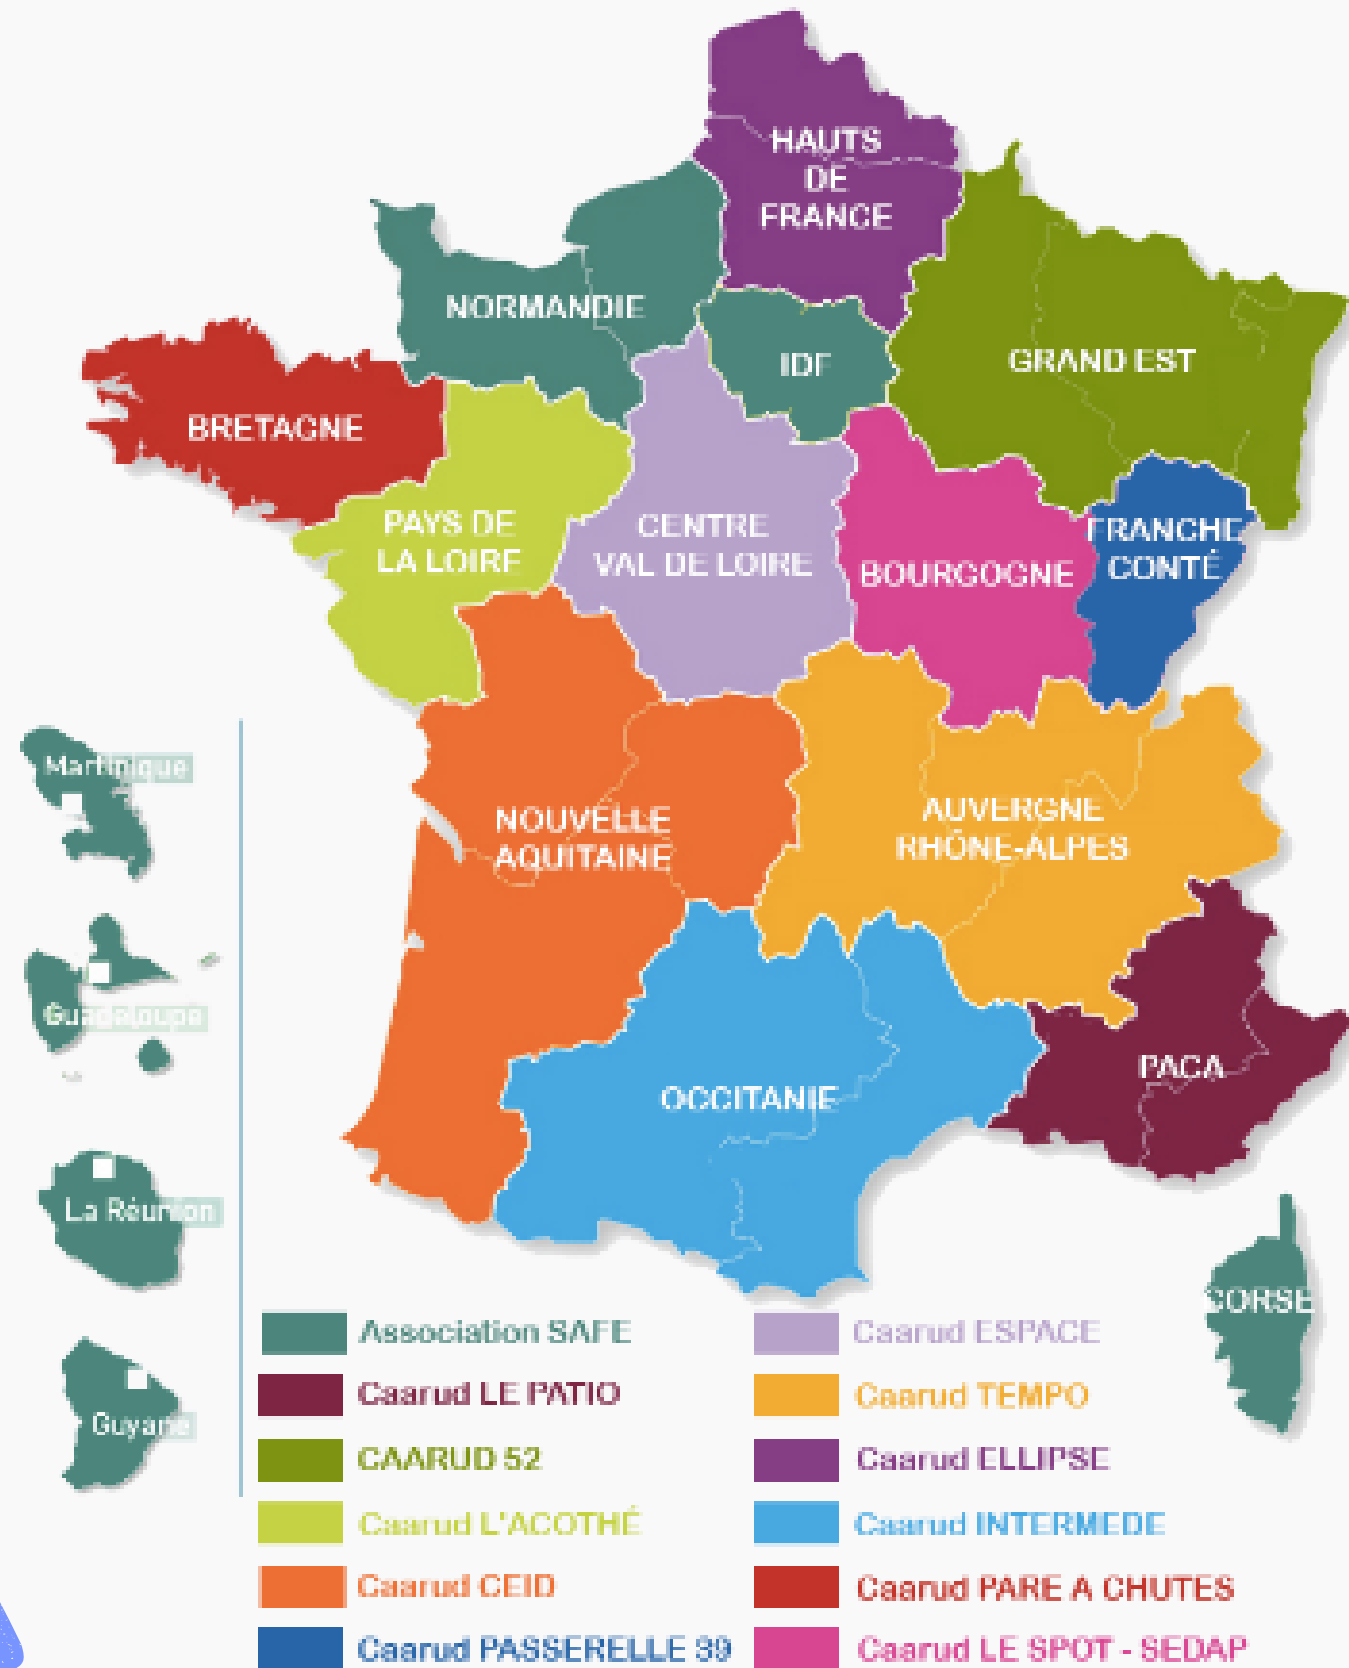 HAUTS
DE
FRANCE
NORMANDIE
IDF
GRAND EST
BRETAGNE
PAYS DE
LA LOIRE
CENTRE
VAL DE LOIRE
BOURGOGNE
FRANCHE
CONTÉ
NOUVELLE
AQUITAINE
AUVERGNE
RHÔNE-ALPES
OCCITANIE
PACA
CORSE
Martinique
Guadeloupe
La Réunion
Guyane
Association SAFE
Caarud LE PATIO
CAARUD 52
Caarud L'ACOTHÉ
Caarud CEID
Caarud PASSERELLE 39
Caarud ESPACE
Caarud TEMPO
Caarud ELLIPSE
Caarud INTERMEDE
Caarud PARE A CHUTES
Caarud LE SPOT - SEDAP